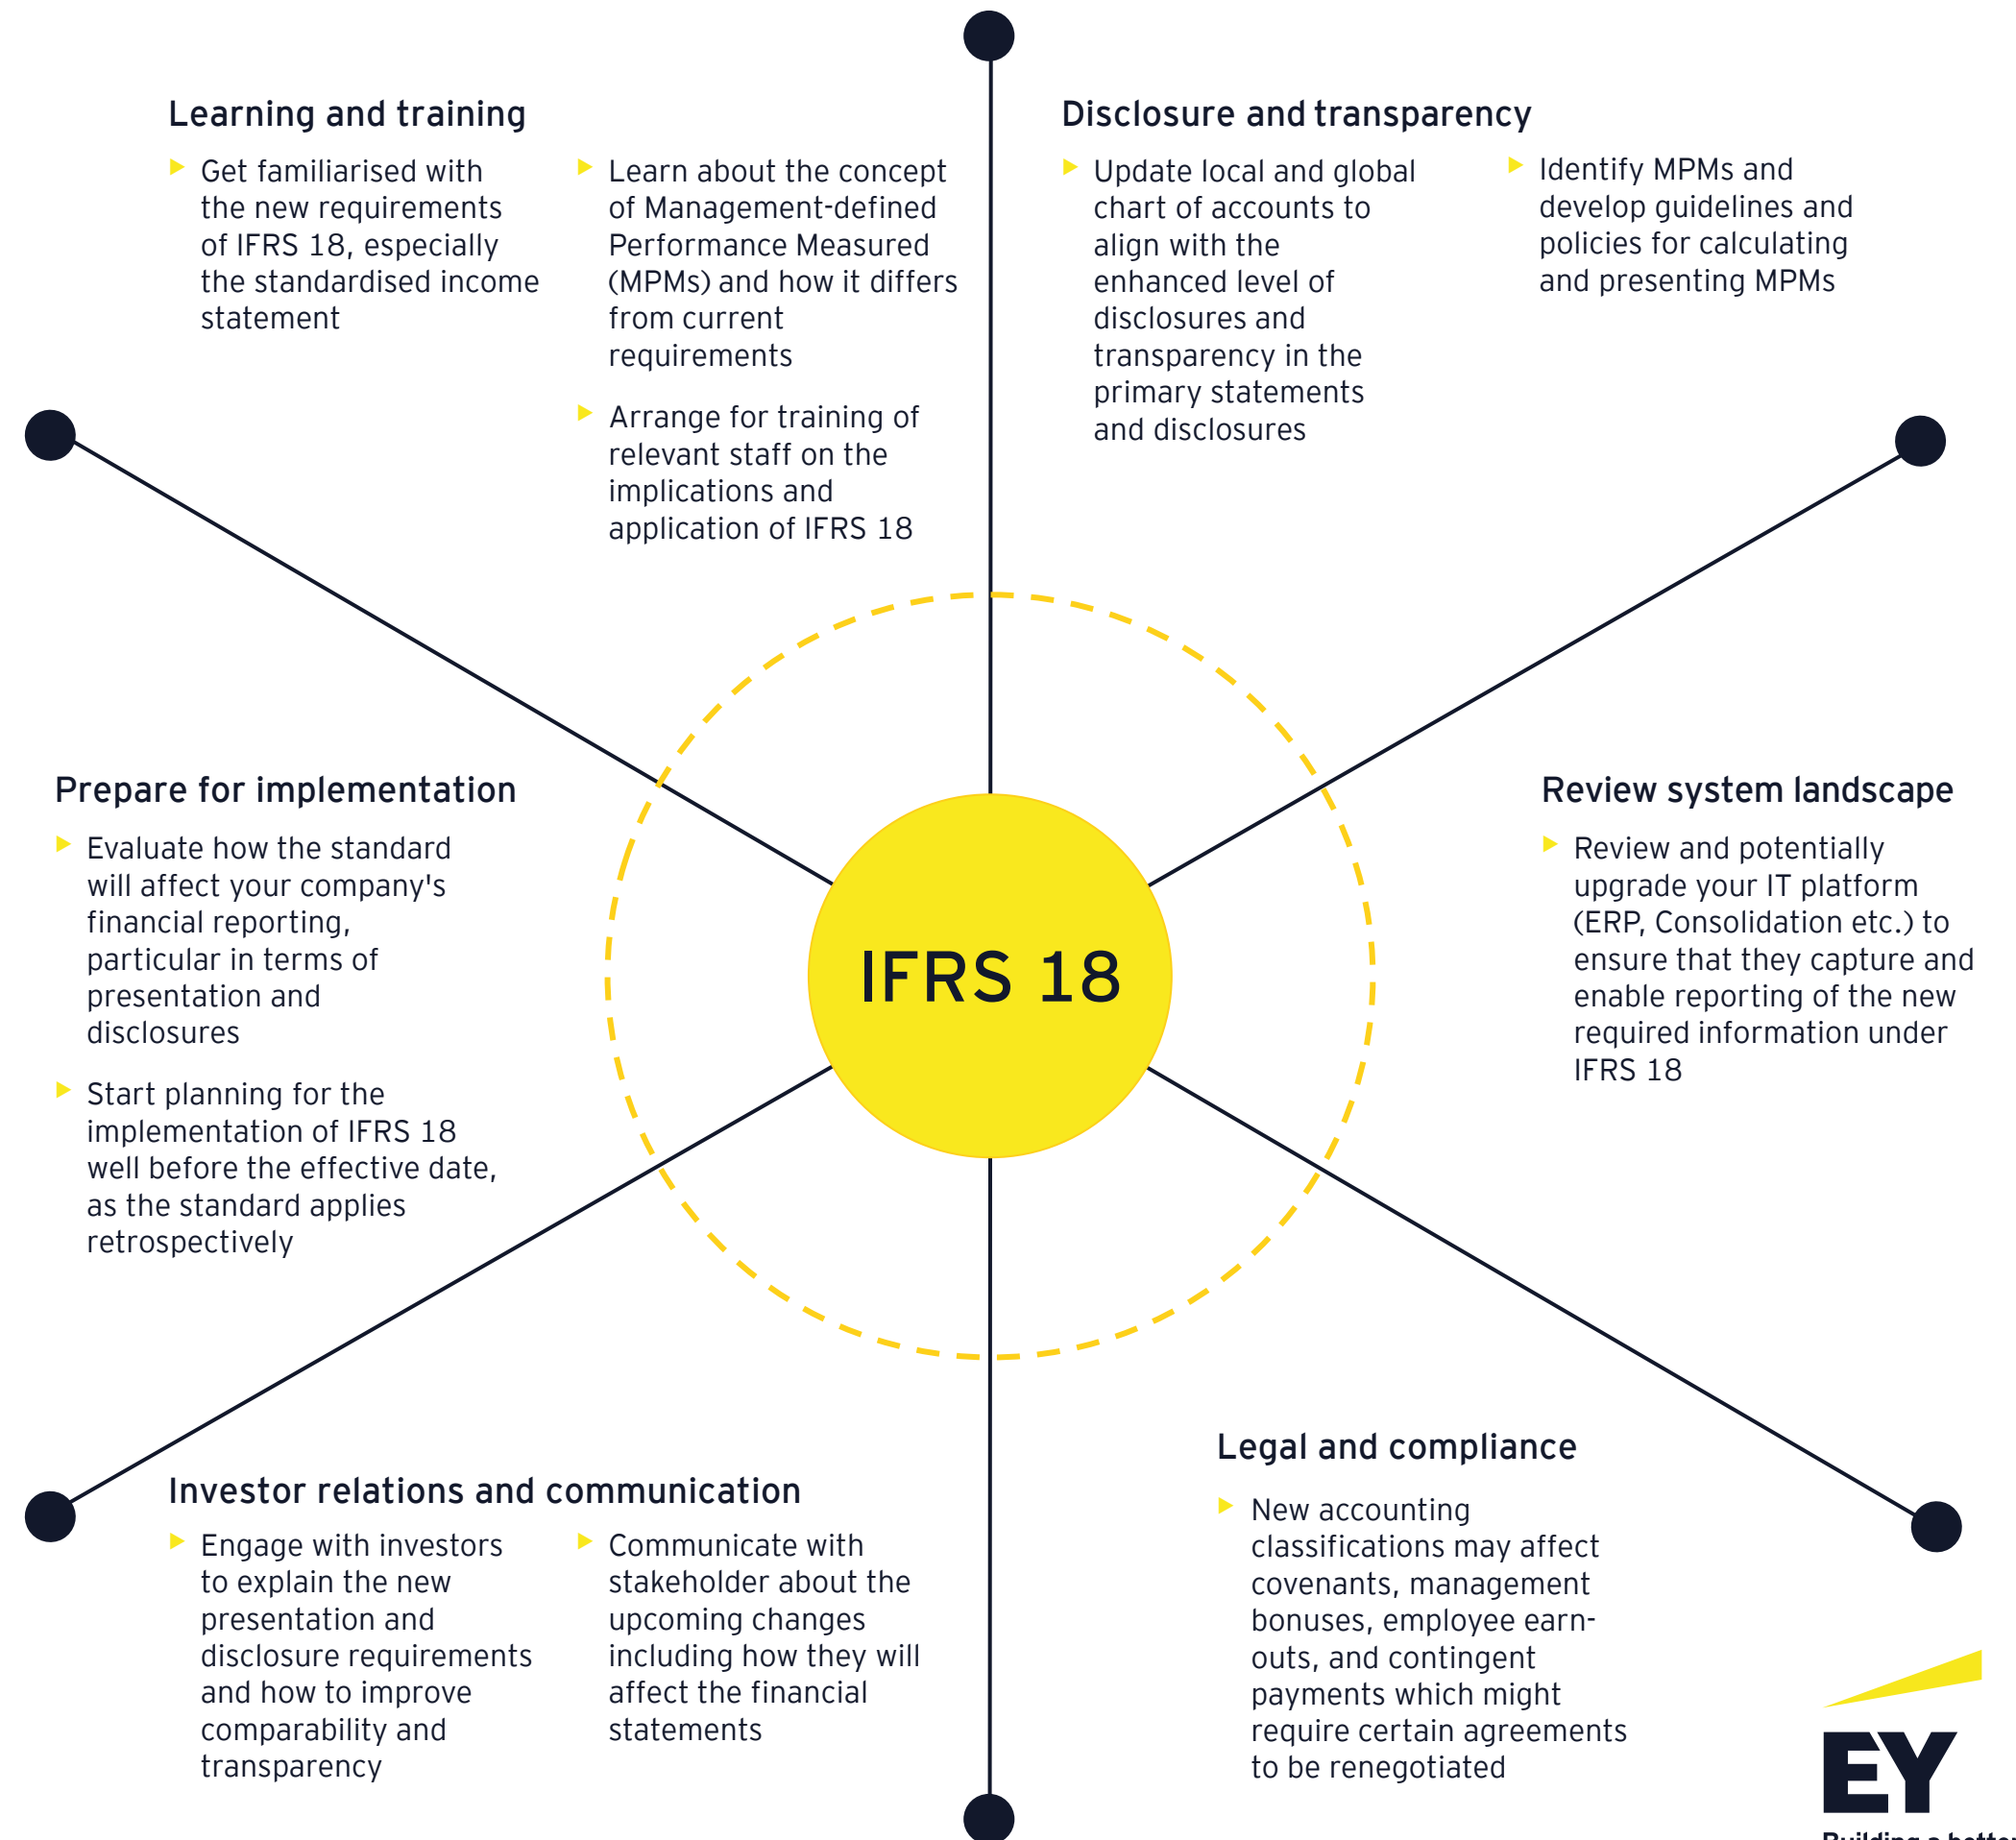 Learning and training
Get familiarised with
the new requirements
of IFRS 18, especially
the standardised income
statement
Learn about the concept
of Management-defined
Performance Measured
(MPMs) and how it differs
from current
requirements
Arrange for training of
relevant staff on the
implications and
application of IFRS 18
Disclosure and transparency
Update local and global
chart of accounts to
align with the
enhanced level of
disclosures and
transparency in the
primary statements
and disclosures
Identify MPMs and
develop guidelines and
policies for calculating
and presenting MPMs
Prepare for implementation
Evaluate how the standard
will affect your company's
financial reporting,
particular in terms of
presentation and
disclosures
Start planning for the
implementation of IFRS 18
well before the effective date,
as the standard applies
retrospectively
IFRS 18
Review system landscape
Review and potentially
upgrade your IT platform
(ERP, Consolidation etc.) to
ensure that they capture and
enable reporting of the new
required information under
IFRS 18
Investor relations and communication
Engage with investors
to explain the new
presentation and
disclosure requirements
and how to improve
comparability and
transparency
Communicate with
stakeholder about the
upcoming changes
including how they will
affect the financial
statements
Legal and compliance
New accounting
classifications may affect
covenants, management
bonuses, employee earn-
outs, and contingent
payments which might
require certain agreements
to be renegotiated
EY
Building a